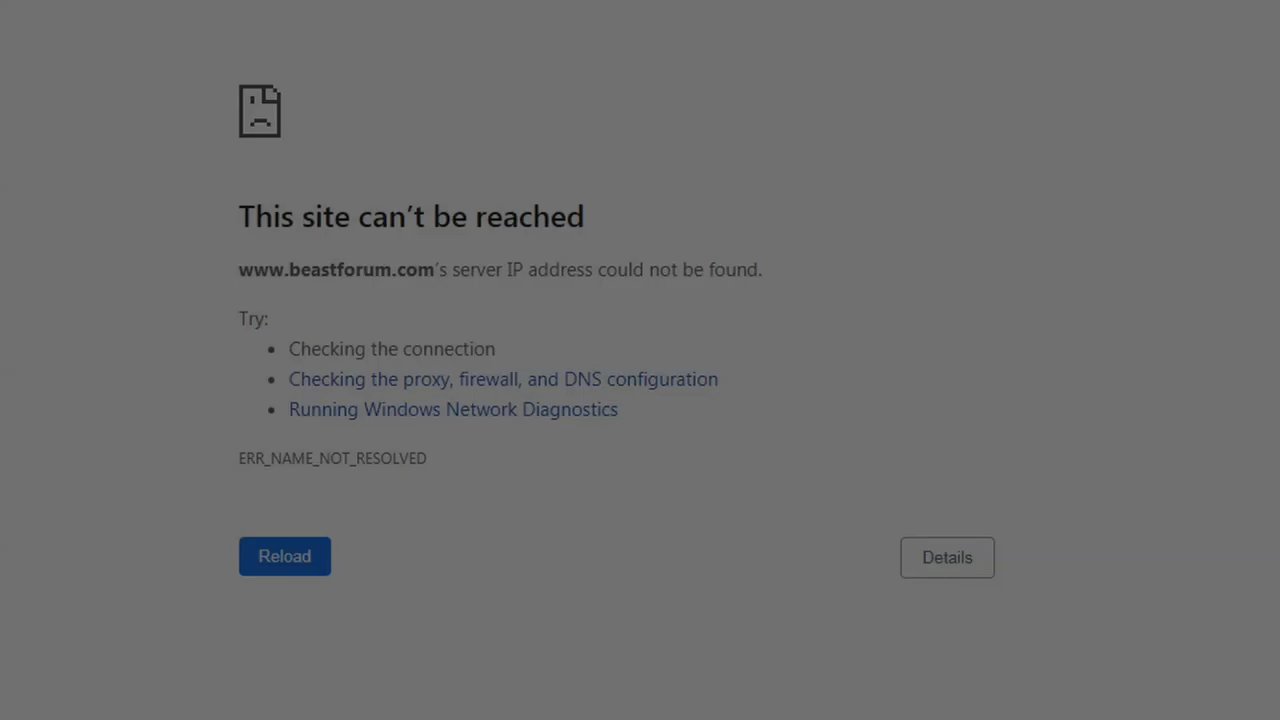 This site can’t be reached
www.beastforum.com's server IP address could not be found.
Try:
Checking the connection
Checking the proxy, firewall, and DNS configuration
Running Windows Network Diagnostics
ERR_NAME_NOT_RESOLVED
Reload
Details